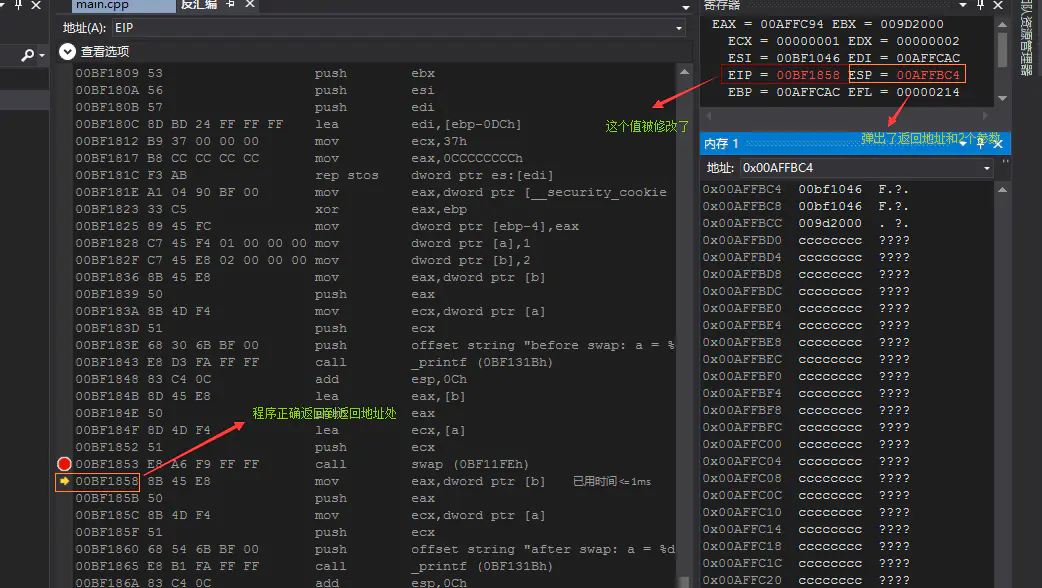 main.cpp
反汇编
地址(A): EIP
查看选项
00BF1809 53 push ebx
00BF180A 56 push esi
00BF180B 57 push edi
00BF180C 8D BD 24 FF FF FF lea edi,[ebp-0DCh]
00BF1812 B9 37 00 00 00 mov ecx,37h
00BF1817 B8 CC CC CC CC mov eax,0CCCCCCCCh
00BF181C F3 AB rep stos dword ptr es:[edi]
00BF181E A1 04 90 BF 00 mov eax,dword ptr [__security_cookie
00BF1823 33 C5 xor eax,ebp
00BF1825 89 45 FC mov dword ptr [ebp-4],eax
00BF1828 C7 45 F4 01 00 00 00 mov dword ptr [a],1
00BF182F C7 45 E8 02 00 00 00 mov dword ptr [b],2
00BF1836 8B 45 E8 mov eax,dword ptr [b]
00BF1839 50 push eax
00BF183A 8B 4D F4 mov ecx,dword ptr [a]
00BF183D 51 push ecx
00BF183E 68 30 6B BF 00 push offset string "before swap: a = %
00BF1843 E8 D3 FA FF FF call _printf (0BF131Bh)
00BF1848 83 C4 0C add esp,0Ch
00BF184B 8D 45 E8 lea eax,[b]
00BF184E 50 eax
程序正确返回到返回地址处
00BF184F 8D 4D F4 lea ecx,[a]
00BF1852 51 push ecx
00BF1853 E8 A6 F9 FF FF call swap (0BF11FEh)
00BF1858 8B 45 E8 mov eax,dword ptr [b] 已用时间<=1ms
00BF185B 50 push eax
00BF185C 8B 4D F4 mov ecx,dword ptr [a]
00BF185F 51 push ecx
00BF1860 68 54 6B BF 00 push offset string "after swap: a = %d
00BF1865 E8 B1 FA FF FF call _printf (0BF131Bh)
00BF186A 83 C4 0C add esp,0Ch
寄存器
EAX = 00AFFC94 EBX = 009D2000
ECX = 00000001 EDX = 00000002
ESI = 00BF1046 EDI = 00AFFCAC
EIP = 00BF1858 ESP = 00AFFBC4
EBP = 00AFFCAC EFL = 00000214
这个值被修改了
弹出了返回地址和2个参数
内存 1
地址: 0x00AFFBC4
0x00AFFBC4 00bf1046 F.?.
0x00AFFBC8 00bf1046 F.?.
0x00AFFBCC 009d2000 . ?.
0x00AFFBD0 cccccccc ????
0x00AFFBD4 cccccccc ????
0x00AFFBD8 cccccccc ????
0x00AFFBDC cccccccc ????
0x00AFFBE0 cccccccc ????
0x00AFFBE4 cccccccc ????
0x00AFFBE8 cccccccc ????
0x00AFFBEC cccccccc ????
0x00AFFBF0 cccccccc ????
0x00AFFBF4 cccccccc ????
0x00AFFBF8 cccccccc ????
0x00AFFBFC cccccccc ????
0x00AFFC00 cccccccc ????
0x00AFFC04 cccccccc ????
0x00AFFC08 cccccccc ????
0x00AFFC0C cccccccc ????
0x00AFFC10 cccccccc ????
0x00AFFC14 cccccccc ????
0x00AFFC18 cccccccc ????
0x00AFFC1C cccccccc ????
0x00AFFC20 cccccccc ????